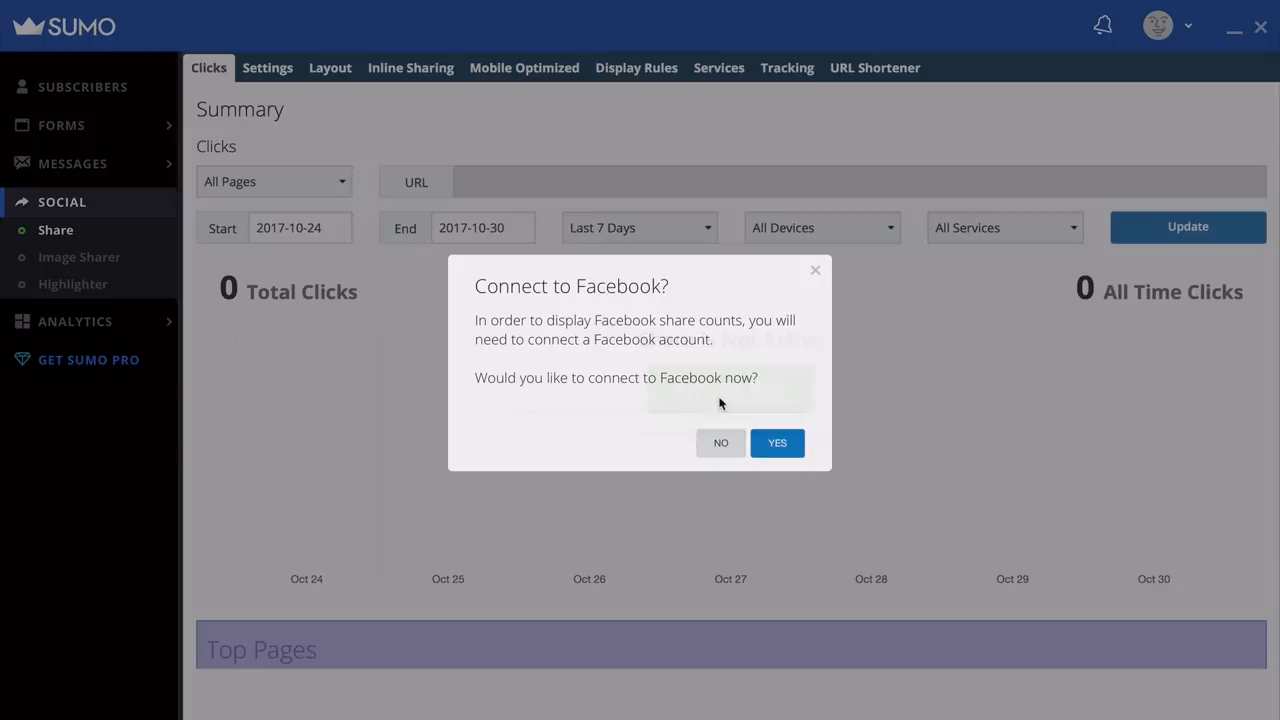 SUMO
SUBSCRIBERS
FORMS
MESSAGES
SOCIAL
Share
Image Sharer
Highlighter
ANALYTICS
GET SUMO PRO
Clicks Settings Layout Inline Sharing Mobile Optimized Display Rules Services Tracking URL Shortener
Summary
Clicks
All Pages URL
Start 2017-10-24 End 2017-10-30 Last 7 Days All Devices All Services Update
0 Total Clicks 0 All Time Clicks
Connect to Facebook?
In order to display Facebook share counts, you will
need to connect a Facebook account.
Would you like to connect to Facebook now?
NO YES
Oct 24 Oct 25 Oct 26 Oct 27 Oct 28 Oct 29 Oct 30
Top Pages